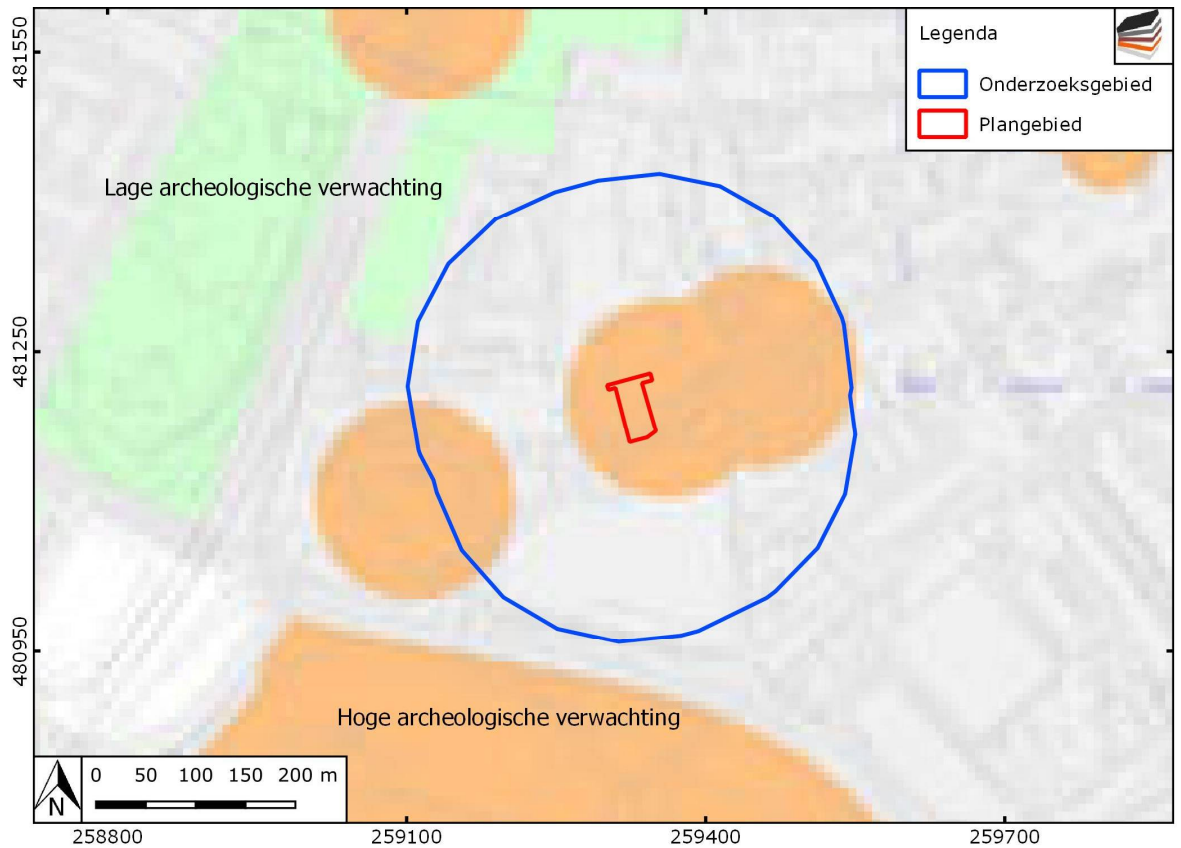 Legenda
Onderzoeksgebied
Plangebied
481550
Lage archeologische verwachting
481250
480950
Hoge archeologische verwachting
0 50 100 150 200 m
N
258800 259100 259400 259700